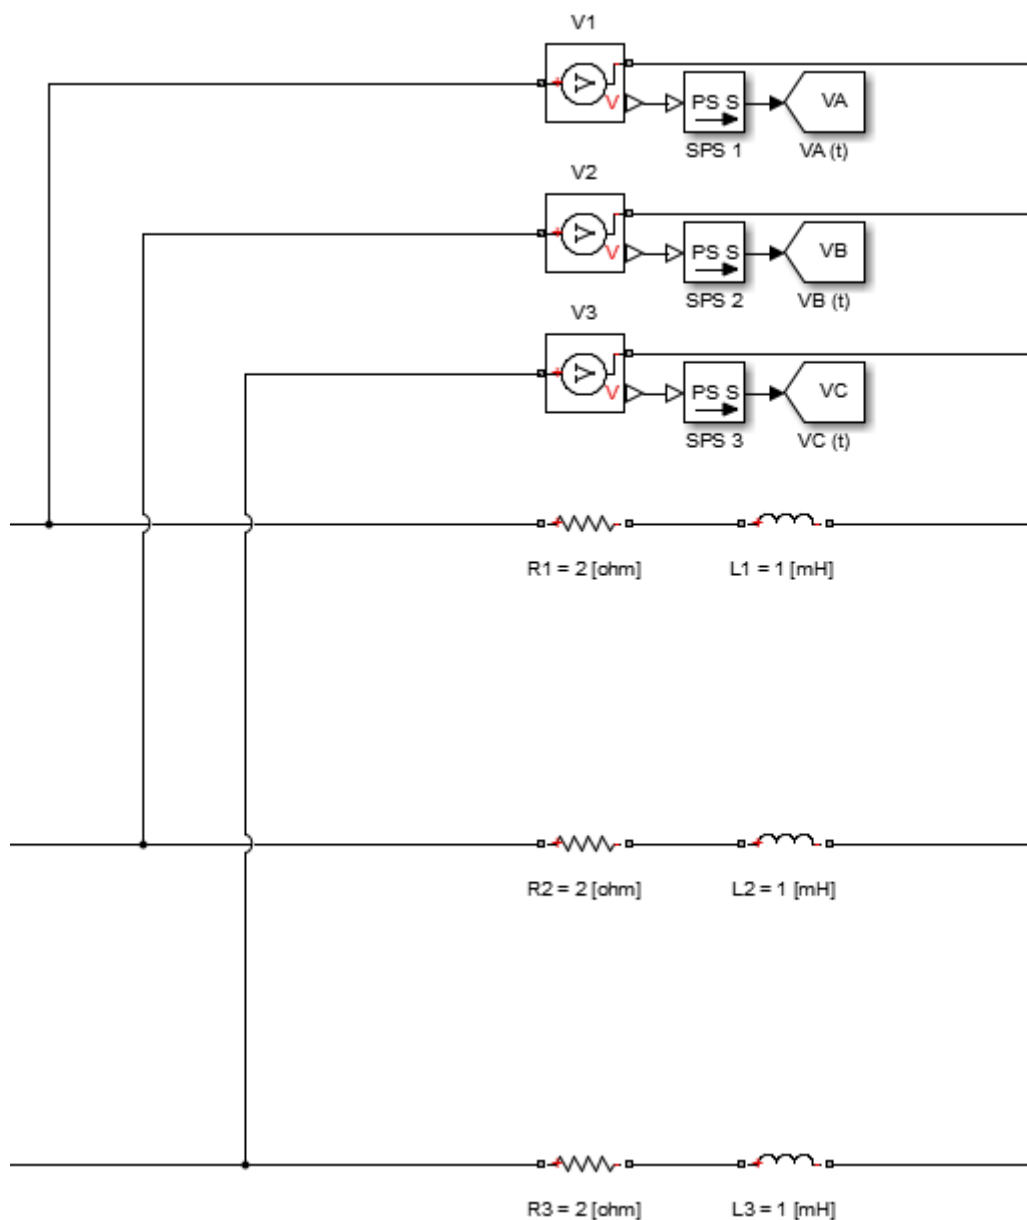 V1
V
V
PS S
VA
SPS 1
VA (t)
V2
V
V
PS S
VB
SPS 2
VB (t)
V3
V
V
PS S
VC
SPS 3
VC (t)
R1 = 2 [ohm]
L1 = 1 [mH]
R2 = 2 [ohm]
L2 = 1 [mH]
R3 = 2 [ohm]
L3 = 1 [mH]